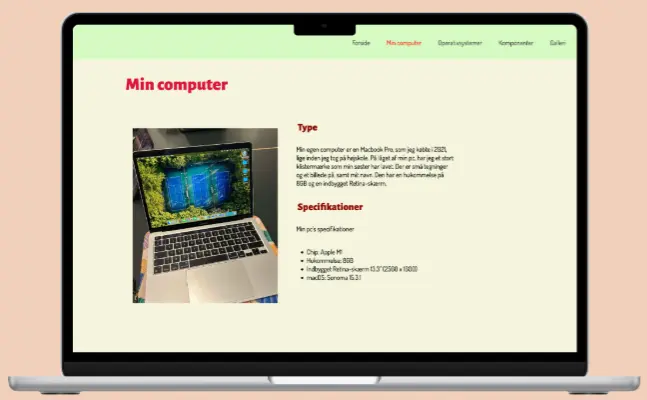 Forside Min computer Operativsystemer Komponenter Galleri
Min computer
Type
Min egen computer er en Macbook Pro, som jeg købte i 2021,
lige inden jeg tog på højskole. På låget af min pc, har jeg et stort
klistermærke som min søster har lavet. Der er små tegninger
og et billede på, samt mit navn. Den har en hukommelse på
8GB og en indbygget Retina-skærm.
Specifikationer
Min pc's specifikationer
Chip: Apple M1
Hukommelse: 8GB
Indbygget Retina-skærm 13.3" (2560 x 1600)
macOS: Sonoma 15.3.1